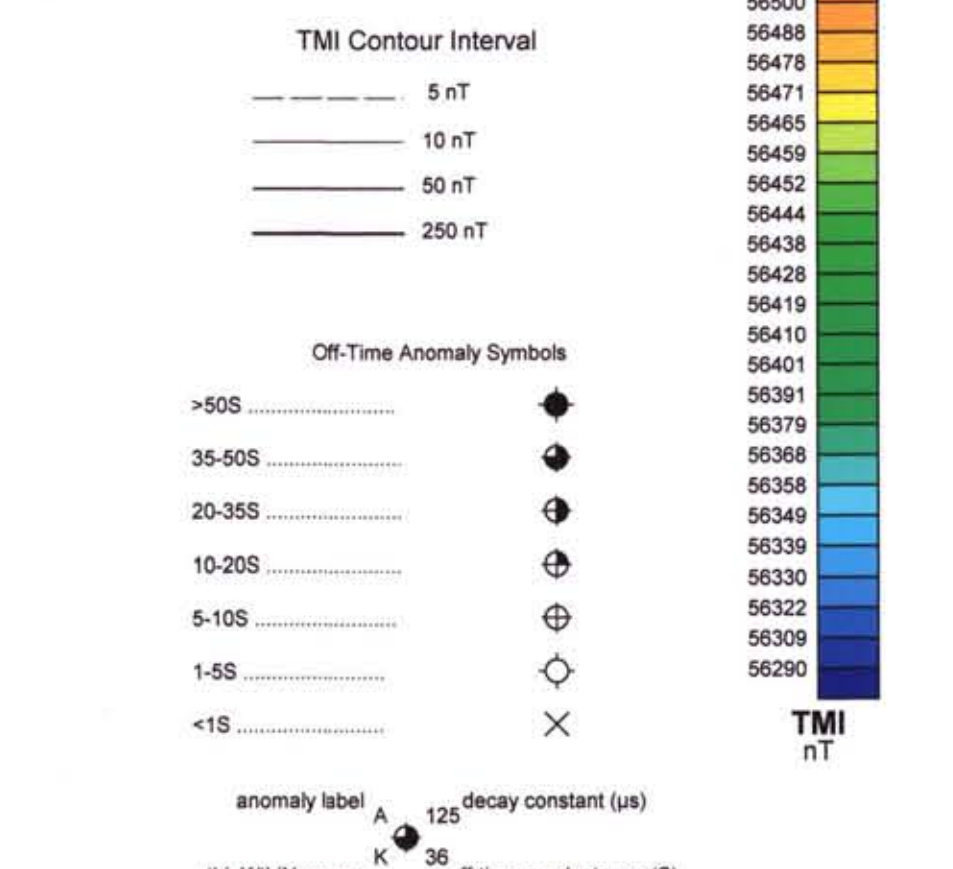 TMI Contour Interval
5 nT
10 nT
50 nT
250 nT
Off-Time Anomaly Symbols
>50S
35-50S
20-35S
10-20S
5-10S
1-5S
<1S
anomaly label A 125 decay constant (µs)
K 36
56500
56488
56478
56471
56465
56459
56452
56444
56438
56428
56419
56410
56401
56391
56379
56368
56358
56349
56339
56330
56322
56309
56290
TMI
nT